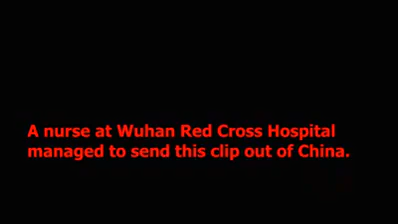 A nurse at Wuhan Red Cross Hospital
managed to send this clip out of China.